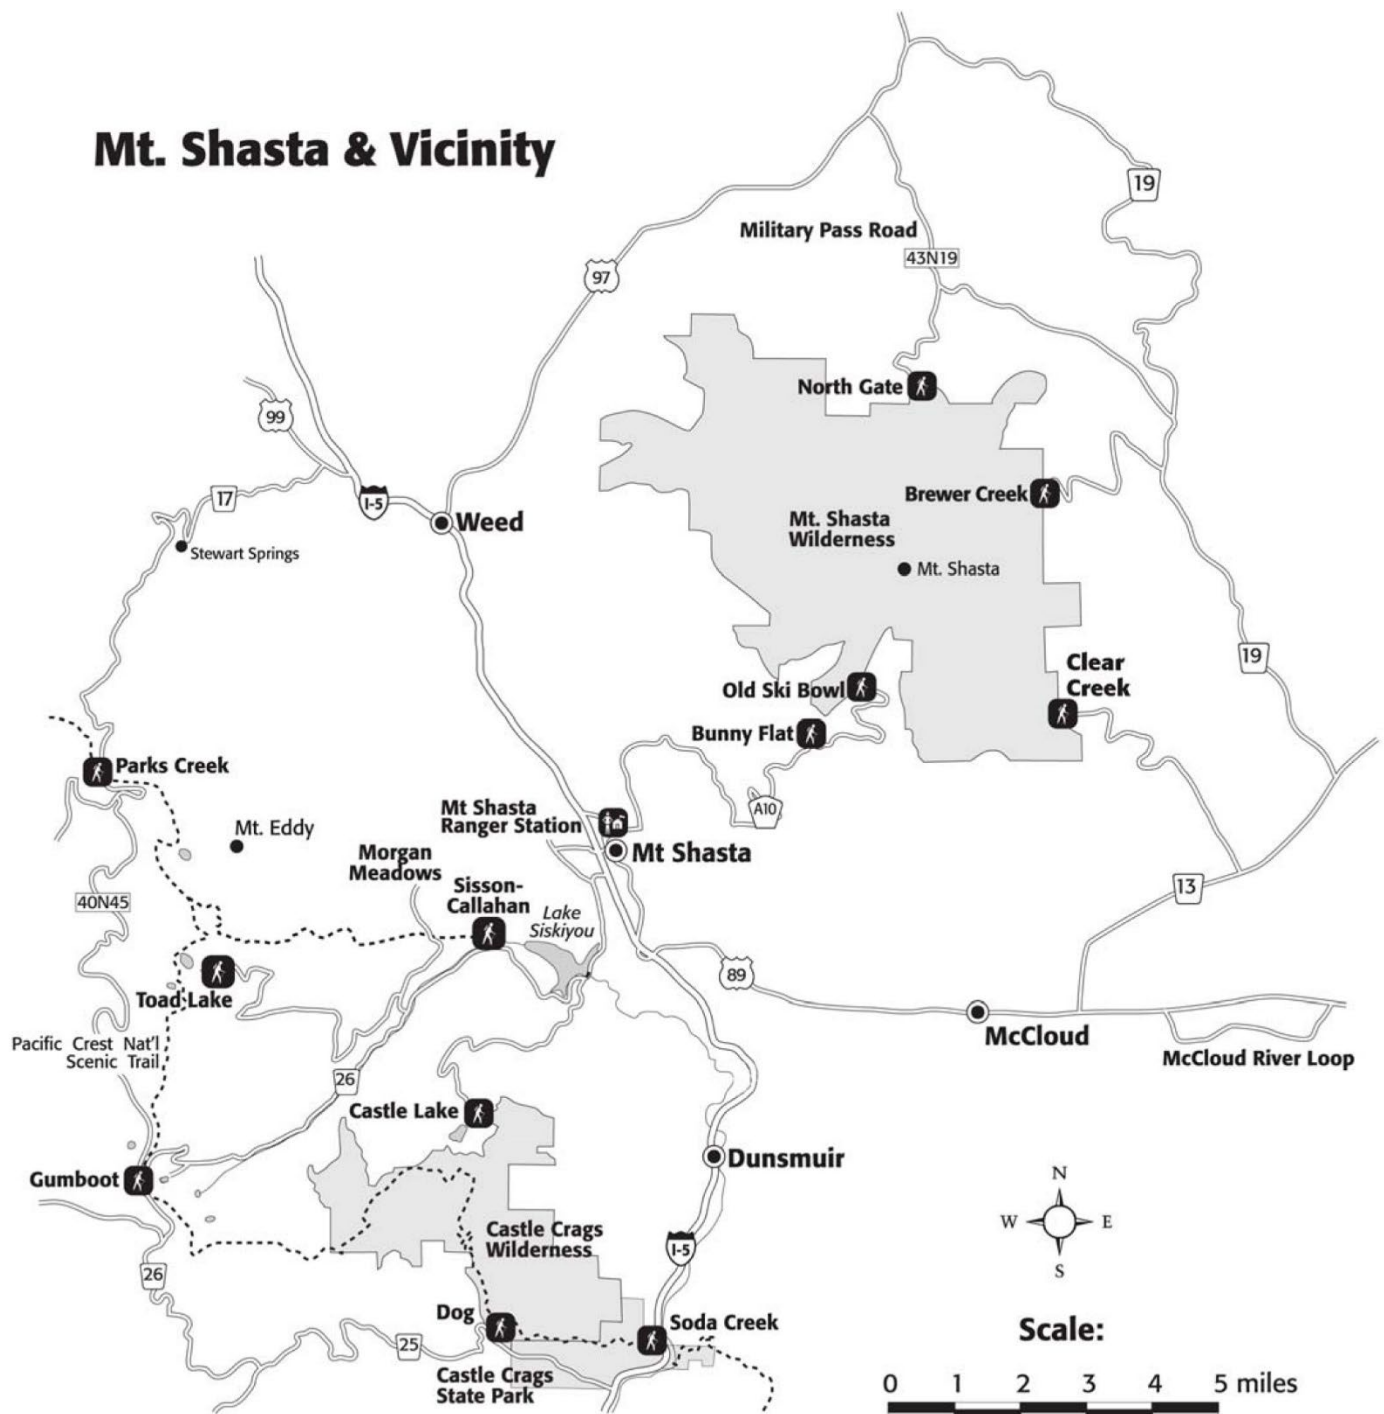 Mt. Shasta & Vicinity
19
Military Pass Road
43N19
97
North Gate
99
Brewer Creek
17
I-5
Weed
Mt. Shasta
Wilderness
Stewart Springs
Mt. Shasta
19
Clear
Creek
Old Ski Bowl
Bunny Flat
Parks Creek
Mt Shasta
Ranger Station
A10
Mt. Eddy
Mt Shasta
Morgan
Meadows
Sisson-
Callahan
13
40N45
Lake
Siskiyou
89
Toad Lake
McCloud
Pacific Crest Nat'l
Scenic Trail
McCloud River Loop
26
Castle Lake
Dunsmuir
Gumboot
N
W E
S
Castle Crags
Wilderness
I-5
26
Dog
Soda Creek
25
Scale:
Castle Crags
State Park
0 1 2 3 4 5 miles